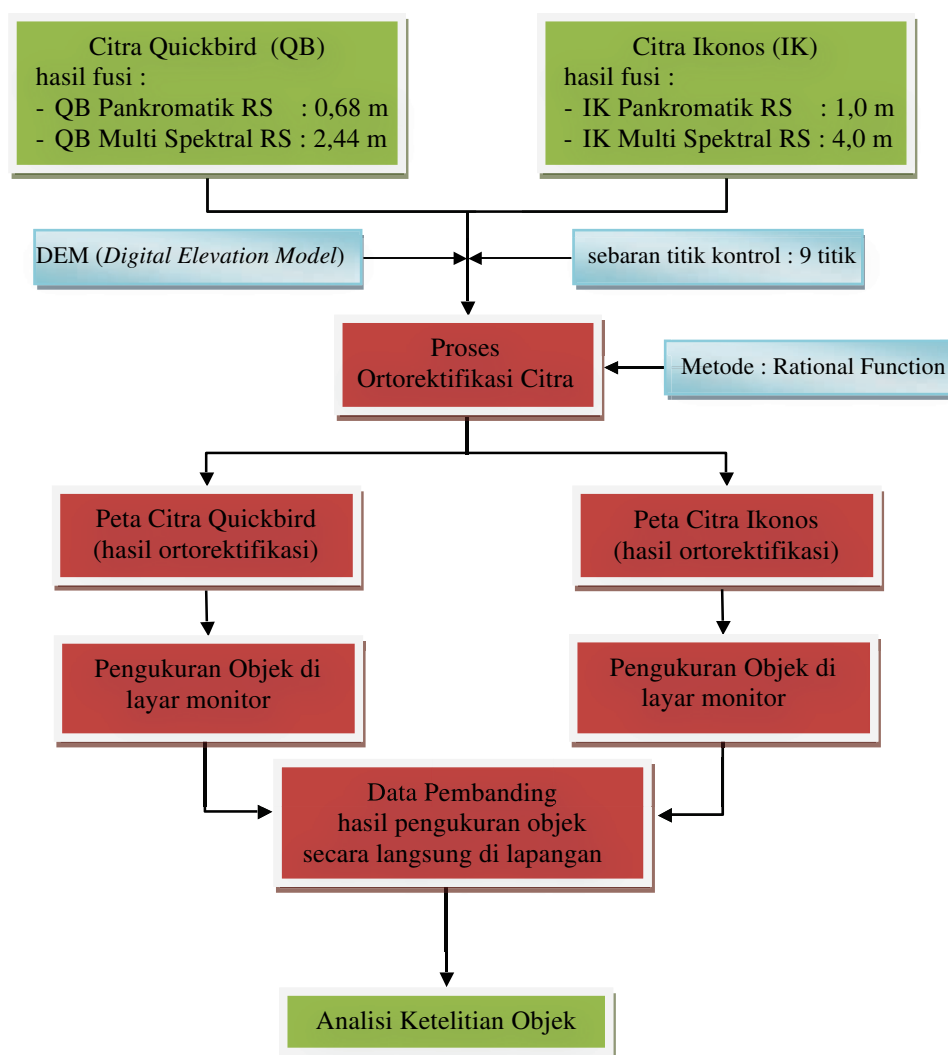 Citra Quickbird (QB)
hasil fusi :
- QB Pankromatik RS : 0,68 m
- QB Multi Spektral RS : 2,44 m
Citra Ikonos (IK)
hasil fusi :
- IK Pankromatik RS : 1,0 m
- IK Multi Spektral RS : 4,0 m
DEM (Digital Elevation Model)
sebaran titik kontrol : 9 titik
Proses
Ortorektifikasi Citra
Metode : Rational Function
Peta Citra Quickbird
(hasil ortorektifikasi)
Peta Citra Ikonos
(hasil ortorektifikasi)
Pengukuran Objek di
layar monitor
Pengukuran Objek di
layar monitor
Data Pembanding
hasil pengukuran objek
secara langsung di lapangan
Analisi Ketelitian Objek